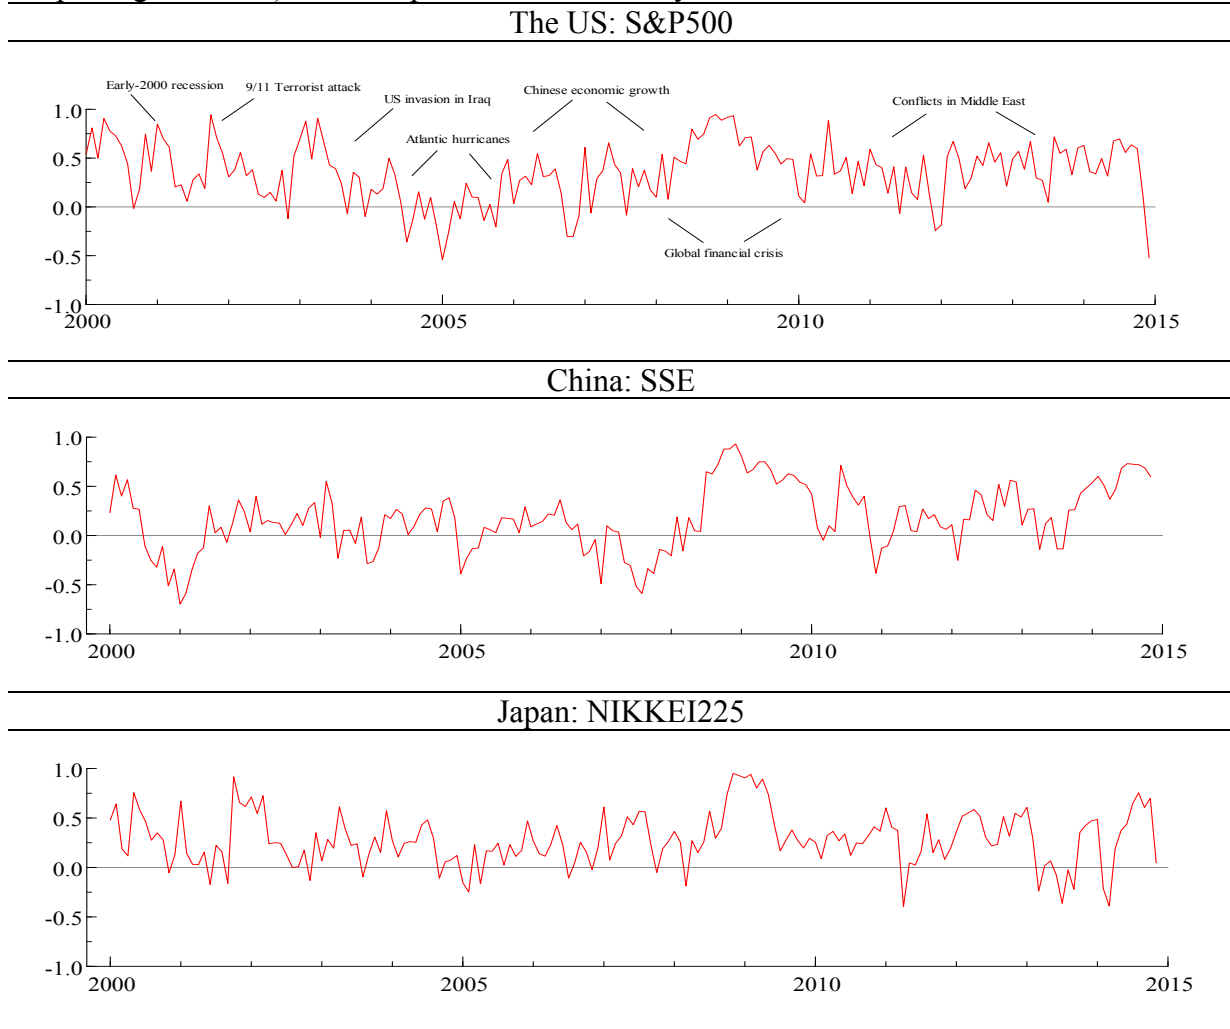 The US: S&P500
Early-2000 recession
9/11 Terrorist attack
US invasion in Iraq
Chinese economic growth
Conflicts in Middle East
Atlantic hurricanes
Global financial crisis
1.0
0.5
0.0
-0.5
-1.0
2000 2005 2010 2015
China: SSE
1.0
0.5
0.0
-0.5
-1.0
2000 2005 2010 2015
Japan: NIKKEI225
1.0
0.5
0.0
-0.5
-1.0
2000 2005 2010 2015